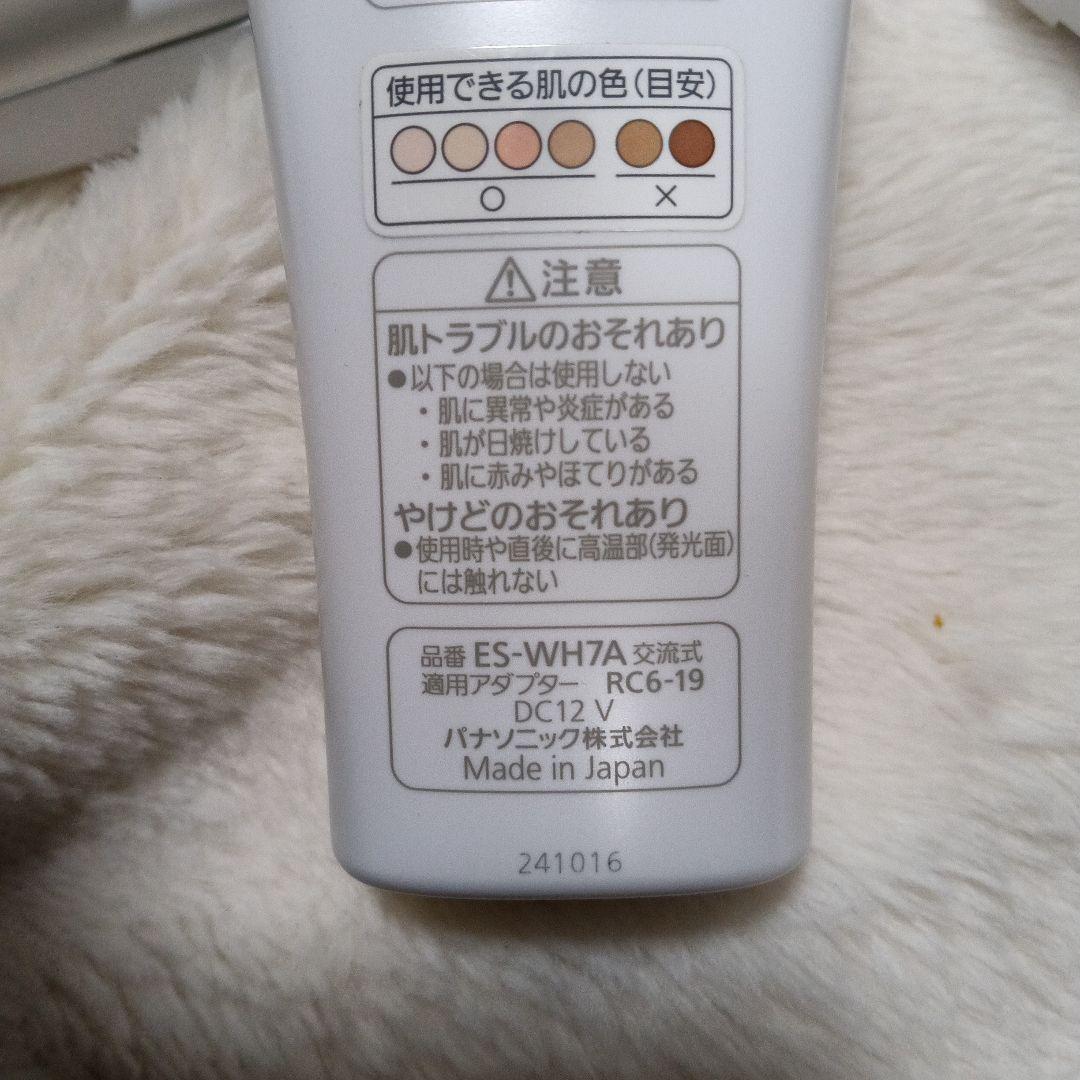 使用できる肌の色(目安)
○ ×
注意
肌トラブルのおそれあり
●以下の場合は使用しない
・肌に異常や炎症がある
・肌が日焼けしている
・肌に赤みやほてりがある
やけどのおそれあり
●使用時や直後に高温部(発光面)
には触れない
品番 ES-WH7A 交流式
適用アダプター RC6-19
DC12 V
パナソニック株式会社
Made in Japan
241016